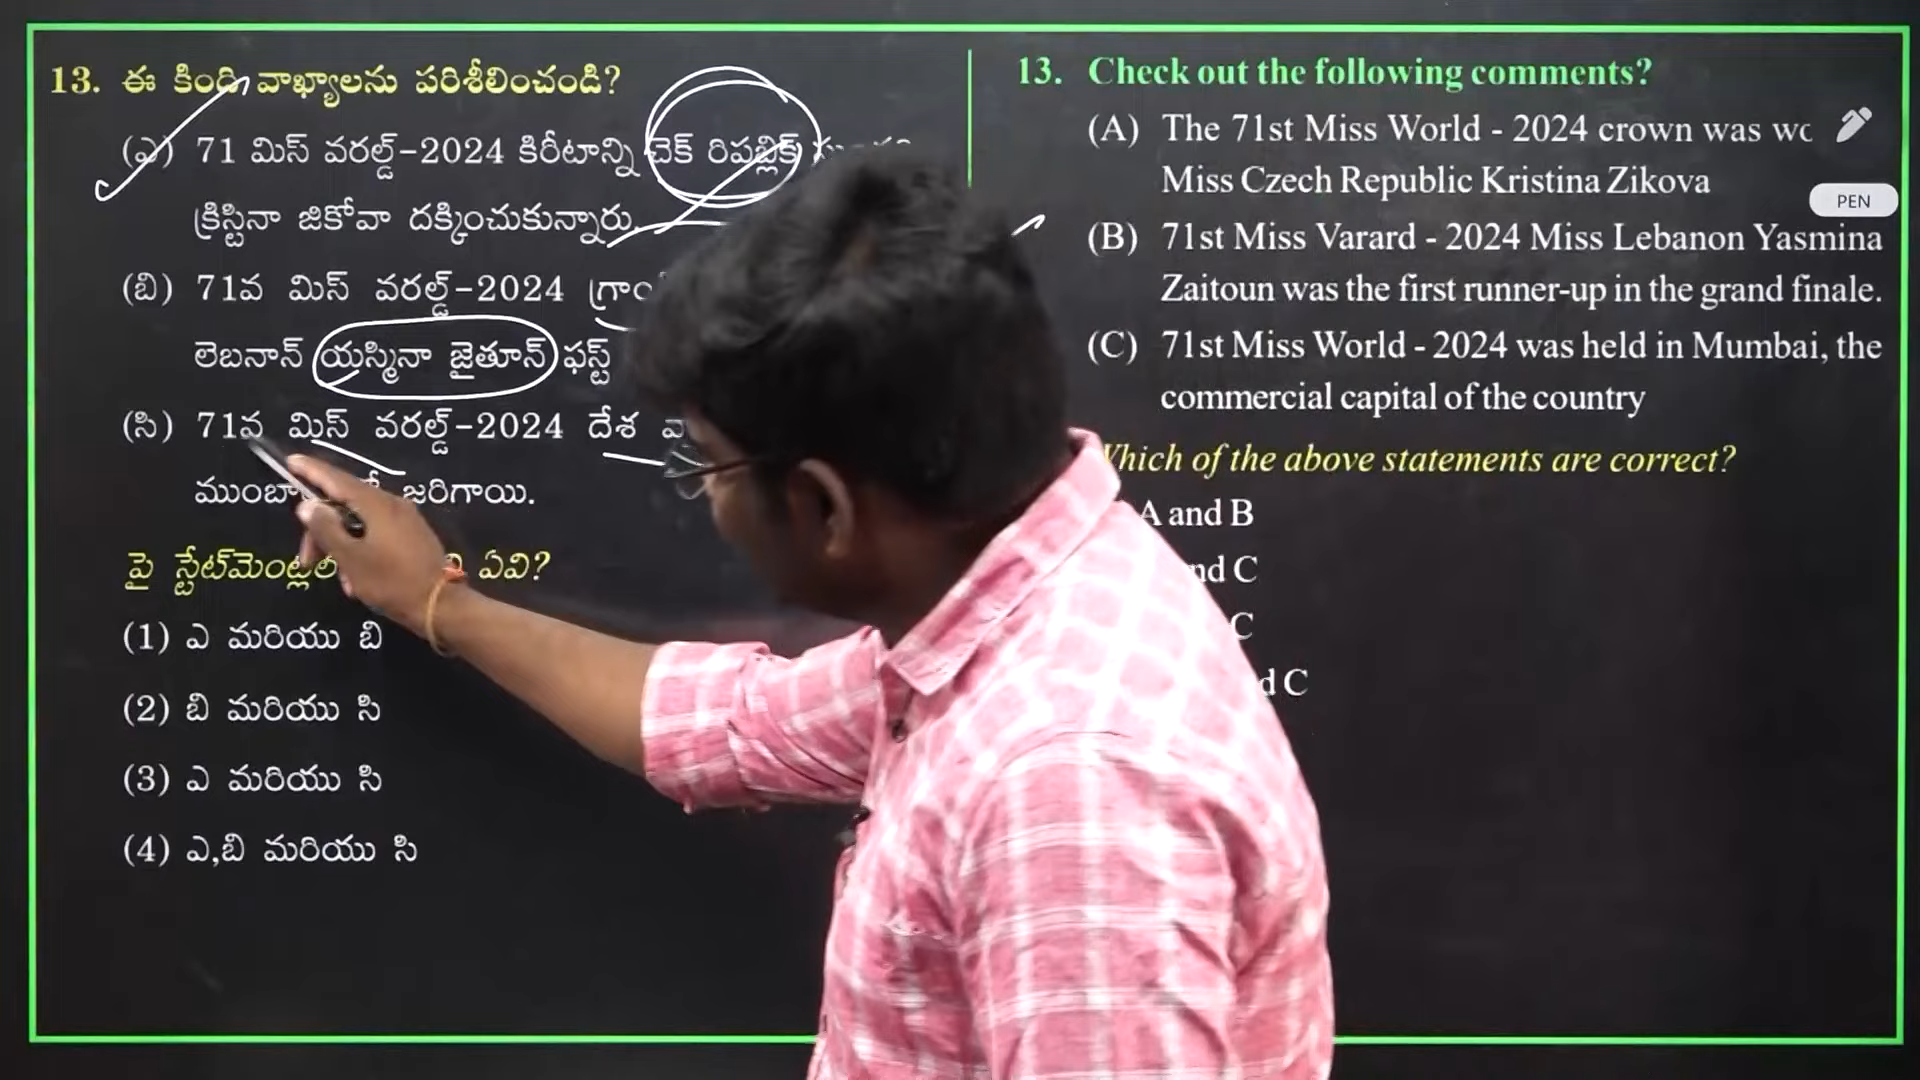 13. ఈ కింది వాఖ్యాలను పరిశీలించండి?
(ఎ) 71 మిస్ వరల్డ్-2024 కిరీటాన్ని చెక్ రిపబ్లిక్
క్రిస్టినా జికోవా దక్కించుకున్నారు.
(బి) 71వ మిస్ వరల్డ్-2024
లెబనాన్ యస్మినా జైతూన్ ఫస్ట్
(సి) 71వ మిస్ వరల్డ్-2024 దేశ
జరిగాయి.
పై ఏవి?
(1) ఎ మరియు బి
(2) బి మరియు సి
(3) ఎ మరియు సి
(4) ఎ,బి మరియు సి
13. Check out the following comments?
(A) The 71st Miss World - 2024 crown was
Miss Czech Republic Kristina Zikova
(B) 71st Miss Varard - 2024 Miss Lebanon Yasmina
Zaitoun was the first runner-up in the grand finale.
(C) 71st Miss World - 2024 was held in Mumbai, the
commercial capital of the country
Which of the above statements are correct?
A and B
C
C
C
PEN